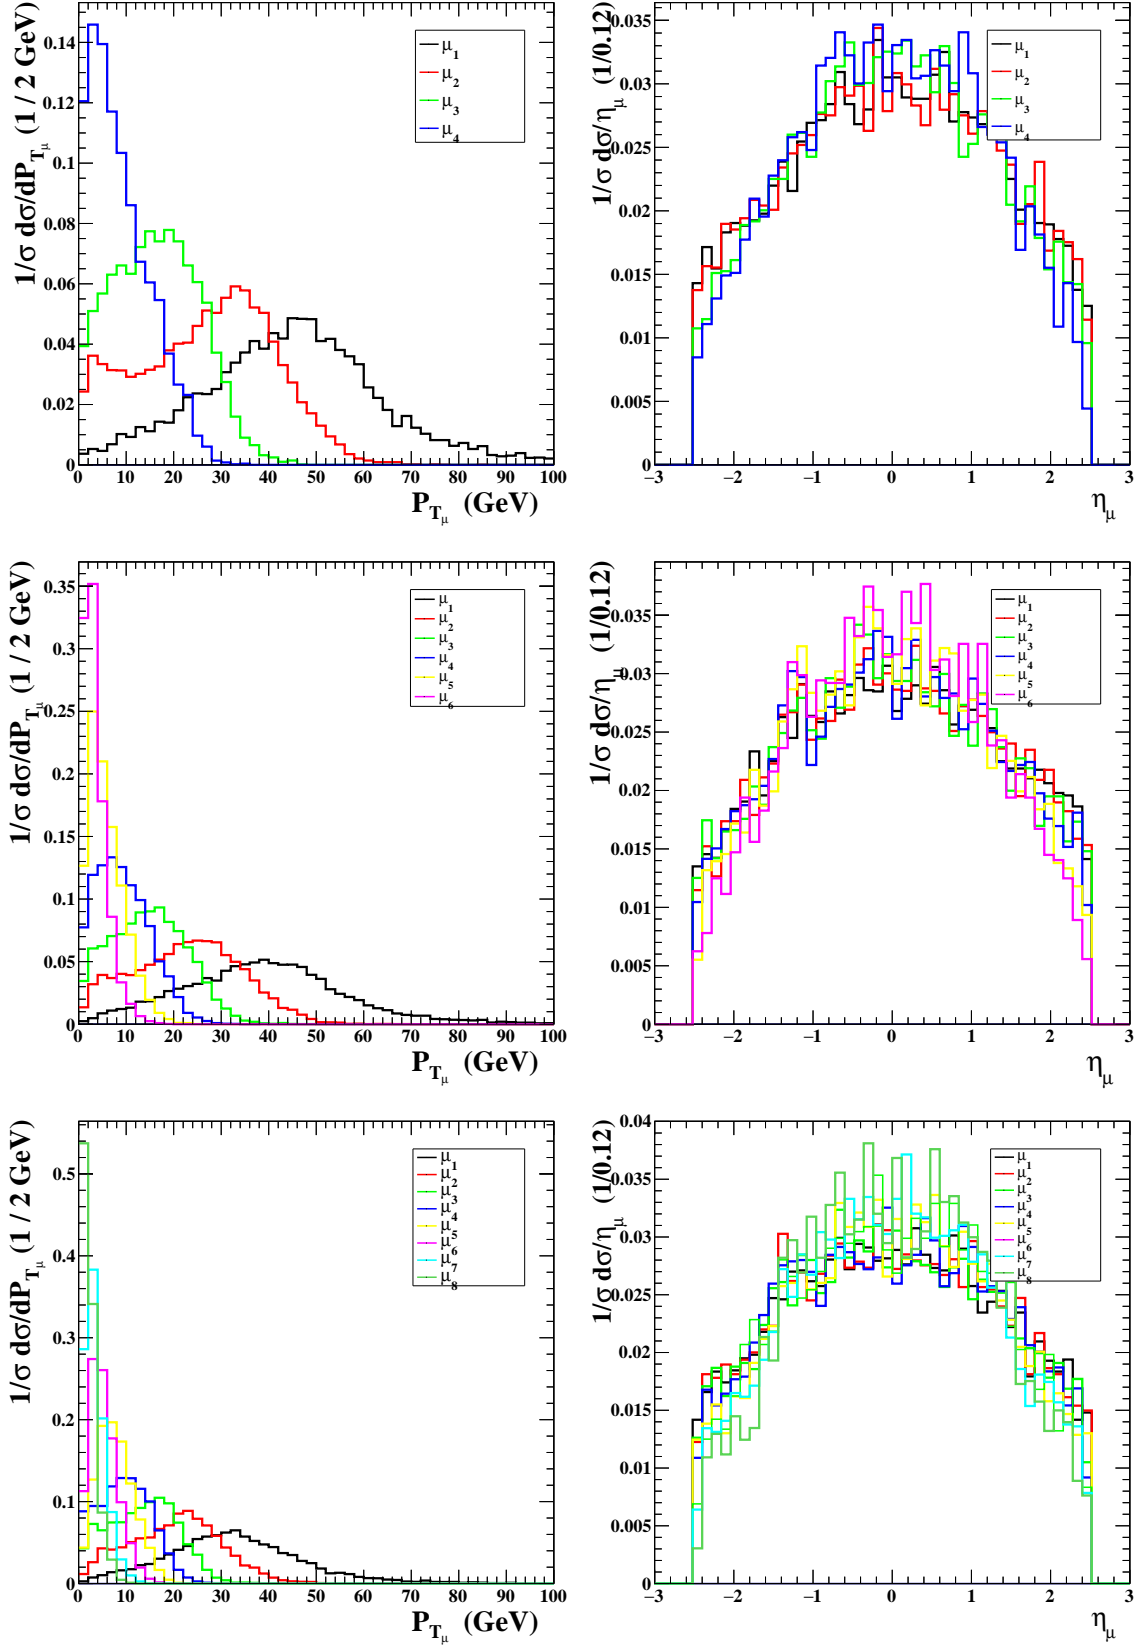 1/σ dσ/dP_{T_μ} (1 / 2 GeV)
0.14
0.12
0.1
0.08
0.06
0.04
0.02
0
μ_1
μ_2
μ_3
μ_4
0 10 20 30 40 50 60 70 80 90 100
P_{T_μ} (GeV)
1/σ dσ/η_μ (1/0.12)
0.035
0.03
0.025
0.02
0.015
0.01
0.005
0
μ_1
μ_2
μ_3
μ_4
−3 −2 −1 0 1 2 3
η_μ
1/σ dσ/dP_{T_μ} (1 / 2 GeV)
0.35
0.3
0.25
0.2
0.15
0.1
0.05
0
μ_1
μ_2
μ_3
μ_4
μ_5
μ_6
0 10 20 30 40 50 60 70 80 90 100
P_{T_μ} (GeV)
1/σ dσ/η_μ (1/0.12)
0.035
0.03
0.025
0.02
0.015
0.01
0.005
0
μ_1
μ_2
μ_3
μ_4
μ_5
μ_6
−3 −2 −1 0 1 2 3
η_μ
1/σ dσ/dP_{T_μ} (1 / 2 GeV)
0.5
0.4
0.3
0.2
0.1
0
μ_1
μ_2
μ_3
μ_4
μ_5
μ_6
μ_7
μ_8
0 10 20 30 40 50 60 70 80 90 100
P_{T_μ} (GeV)
1/σ dσ/η_μ (1/0.12)
0.04
0.035
0.03
0.025
0.02
0.015
0.01
0.005
0
μ_1
μ_2
μ_3
μ_4
μ_5
μ_6
μ_7
μ_8
−3 −2 −1 0 1 2 3
η_μ